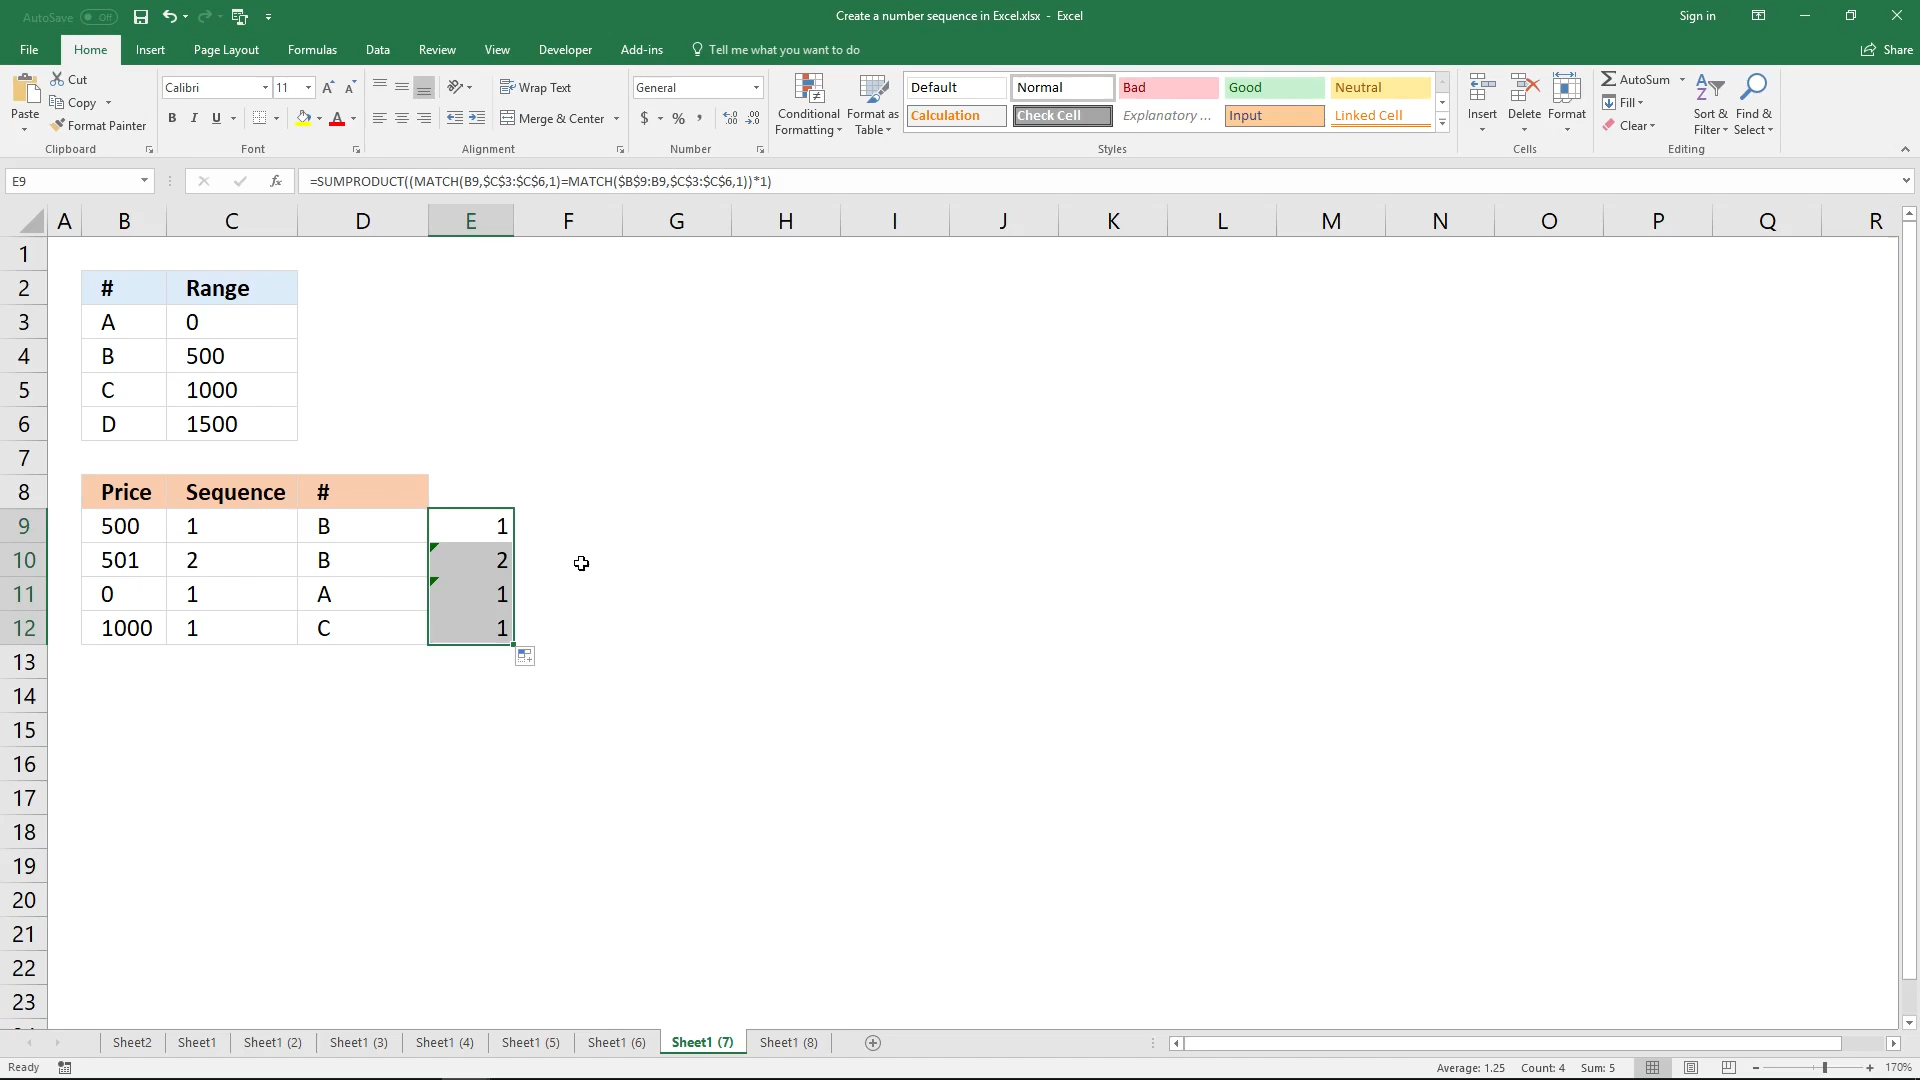 AutoSave Off
Create a number sequence in Excel.xlsx - Excel
Sign in
File Home Insert Page Layout Formulas Data Review View Developer Add-ins Tell me what you want to do Share
Paste
Cut
Copy
Format Painter
Clipboard
Calibri 11
B I U
Font
Wrap Text
Merge & Center
Alignment
General
$ % ,
Number
Conditional Formatting
Format as Table
Default Normal Bad Good Neutral
Calculation Check Cell Explanatory ... Input Linked Cell
Styles
Insert Delete Format
Cells
AutoSum
Fill
Clear
Sort & Filter
Find & Select
Editing
E9 fx =SUMPRODUCT((MATCH(B9,$C$3:$C$6,1)=MATCH($B$9:B9,$C$3:$C$6,1))*1)
A B C D E F G H I J K L M N O P Q R
1
2 # Range
3 A 0
4 B 500
5 C 1000
6 D 1500
7
8 Price Sequence #
9 500 1 B 1
10 501 2 B 2
11 0 1 A 1
12 1000 1 C 1
13
14
15
16
17
18
19
20
21
22
23
Sheet2 Sheet1 Sheet1 (2) Sheet1 (3) Sheet1 (4) Sheet1 (5) Sheet1 (6) Sheet1 (7) Sheet1 (8)
Ready Average: 1.25 Count: 4 Sum: 5 170%